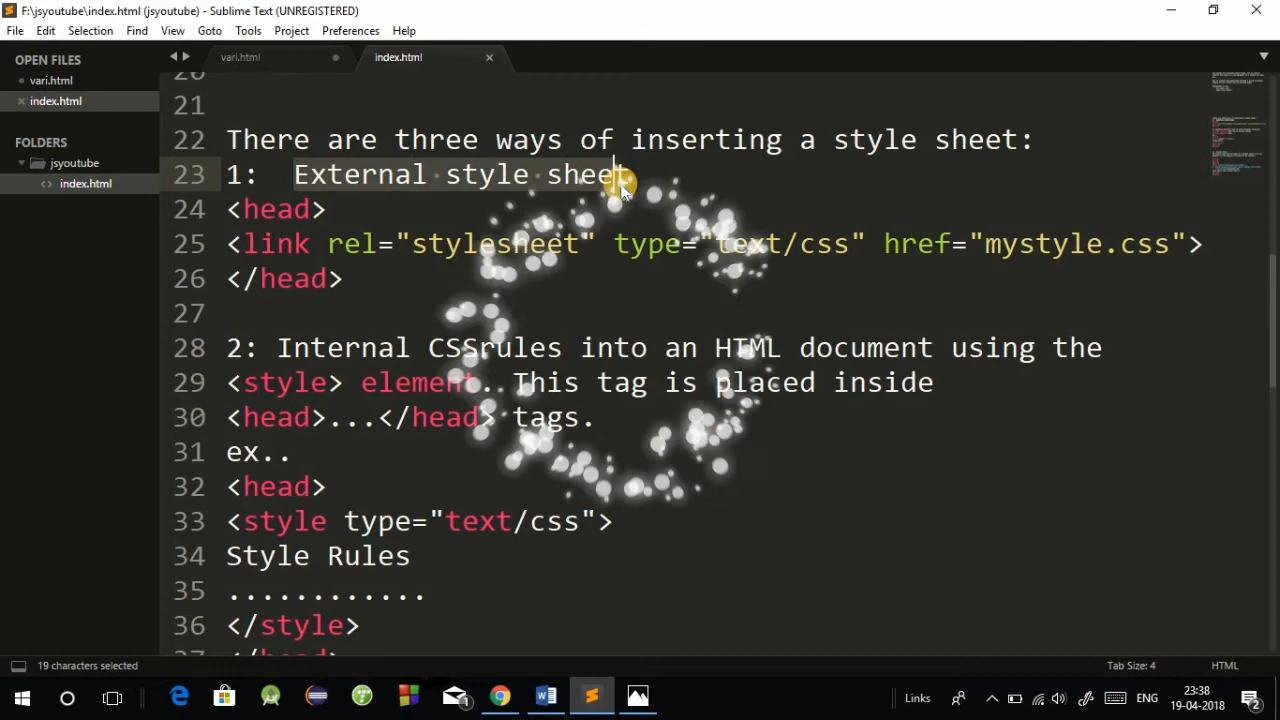 F:\jsyoutube\index.html (jsyoutube) - Sublime Text (UNREGISTERED)
File Edit Selection Find View Goto Tools Project Preferences Help
OPEN FILES
vari.html
index.html
FOLDERS
jsyoutube
index.html
vari.html
index.html
20
21
22 There are three ways of inserting a style sheet:
23 1: External style sheet
24 <head>
25 <link rel="stylesheet" type="text/css" href="mystyle.css">
26 </head>
27
28 2: Internal CSSrules into an HTML document using the
29 <style> element.. This tag is placed inside
30 <head>...</head> tags.
31 ex..
32 <head>
33 <style type="text/css">
34 Style Rules
35 ............
36 </style>
37 </head>
19 characters selected
Tab Size: 4
HTML
1
Links
ENG
23:38
19-04-2018
2